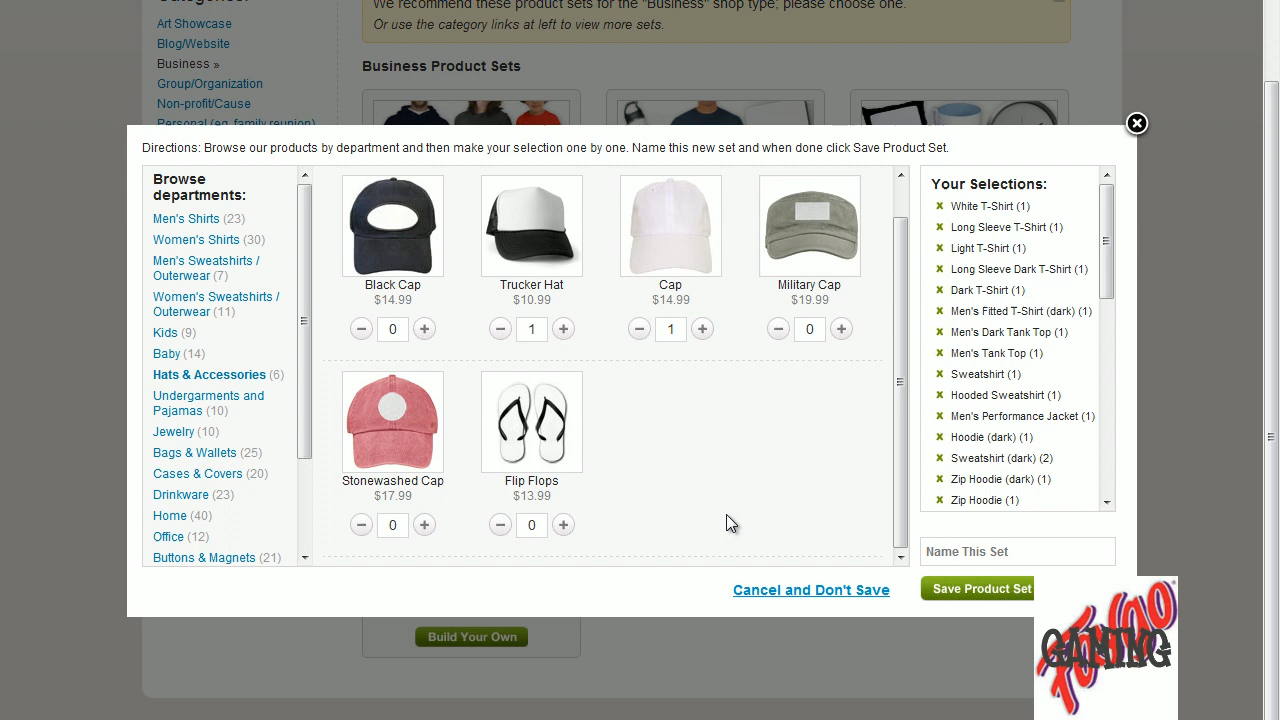 Categories:
We recommend these product sets for the "Business" shop type; please choose one.
Or use the category links at left to view more sets.
Art Showcase
Blog/Website
Business »
Group/Organization
Non-profit/Cause
Personal (eg. family reunion)
Business Product Sets
Directions: Browse our products by department and then make your selection one by one. Name this new set and when done click Save Product Set.
Browse
departments:
Men's Shirts (23)
Women's Shirts (30)
Men's Sweatshirts /
Outerwear (7)
Women's Sweatshirts /
Outerwear (11)
Kids (9)
Baby (14)
Hats & Accessories (6)
Undergarments and
Pajamas (10)
Jewelry (10)
Bags & Wallets (25)
Cases & Covers (20)
Drinkware (23)
Home (40)
Office (12)
Buttons & Magnets (21)
Black Cap
$14.99
0
Trucker Hat
$10.99
1
Cap
$14.99
1
Military Cap
$19.99
0
Stonewashed Cap
$17.99
0
Flip Flops
$13.99
0
Your Selections:
x White T-Shirt (1)
x Long Sleeve T-Shirt (1)
x Light T-Shirt (1)
x Long Sleeve Dark T-Shirt (1)
x Dark T-Shirt (1)
x Men's Fitted T-Shirt (dark) (1)
x Men's Dark Tank Top (1)
x Men's Tank Top (1)
x Sweatshirt (1)
x Hooded Sweatshirt (1)
x Men's Performance Jacket (1)
x Hoodie (dark) (1)
x Sweatshirt (dark) (2)
x Zip Hoodie (dark) (1)
x Zip Hoodie (1)
Name This Set
Cancel and Don't Save
Save Product Set
Build Your Own
GAMING